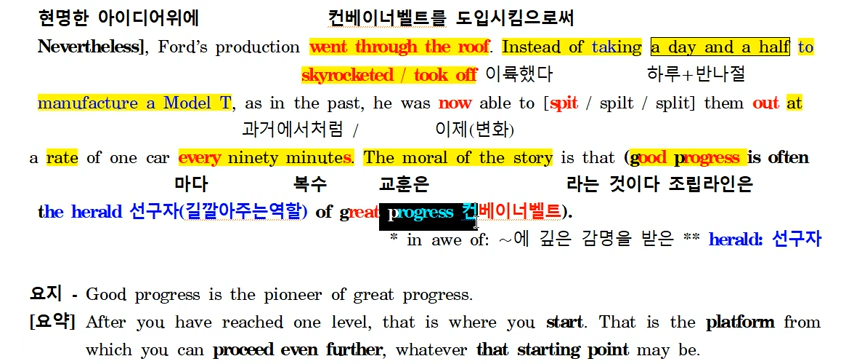 현명한 아이디어위에 컨베이너벨트를 도입시킴으로써
Nevertheless], Ford's production went through the roof. Instead of taking a day and a half to
skyrocketed / took off 이륙했다 하루+반나절
manufacture a Model T, as in the past, he was now able to [spit / spilt / split] them out at
과거에서처럼 / 이제(변화)
a rate of one car every ninety minutes. The moral of the story is that (good progress is often
마다 복수 교훈은 라는 것이다 조립라인은
the herald 선구자(길깔아주는역할) of great progress 컨베이너벨트).
* in awe of: ~에 깊은 감명을 받은 ** herald: 선구자
요지 - Good progress is the pioneer of great progress.
[요약] After you have reached one level, that is where you start. That is the platform from
which you can proceed even further, whatever that starting point may be.